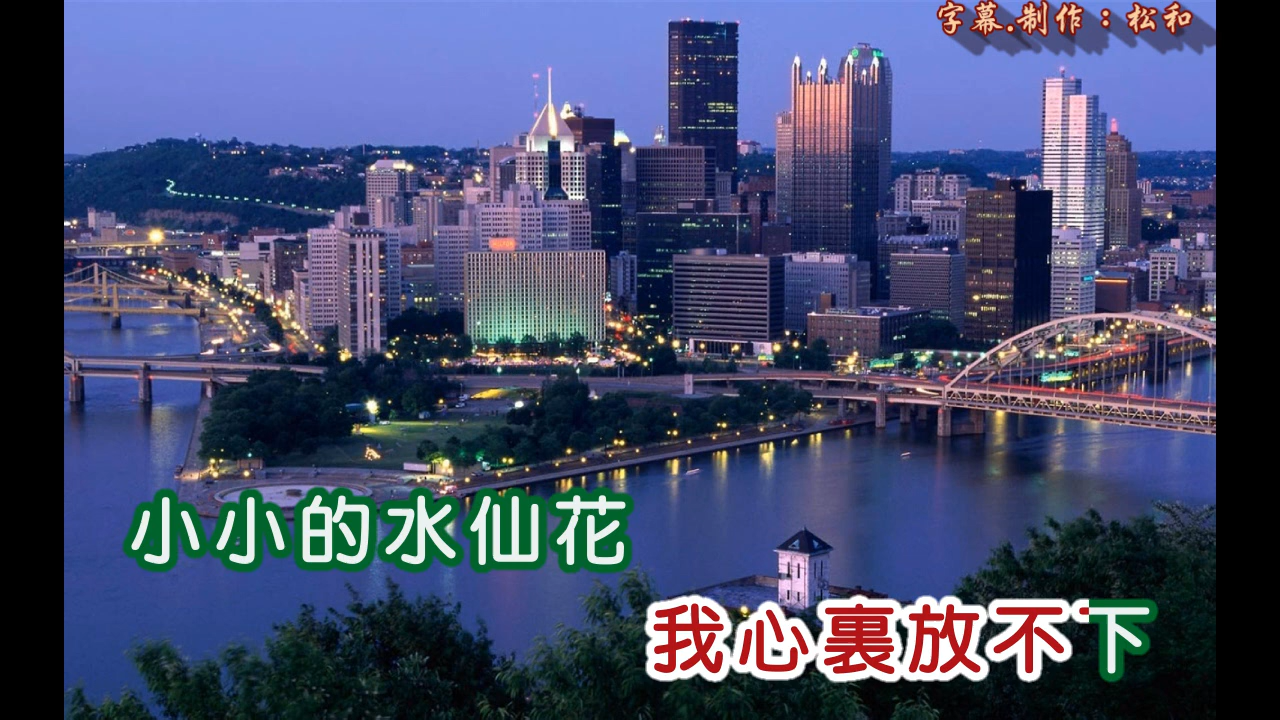 字幕.制作：松和
小小的水仙花
我心裏放不下